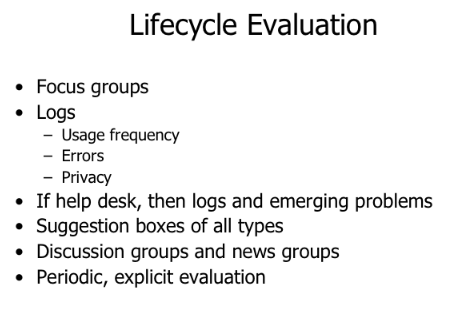 Lifecycle Evaluation
• Focus groups
• Logs
– Usage frequency
– Errors
– Privacy
• If help desk, then logs and emerging problems
• Suggestion boxes of all types
• Discussion groups and news groups
• Periodic, explicit evaluation